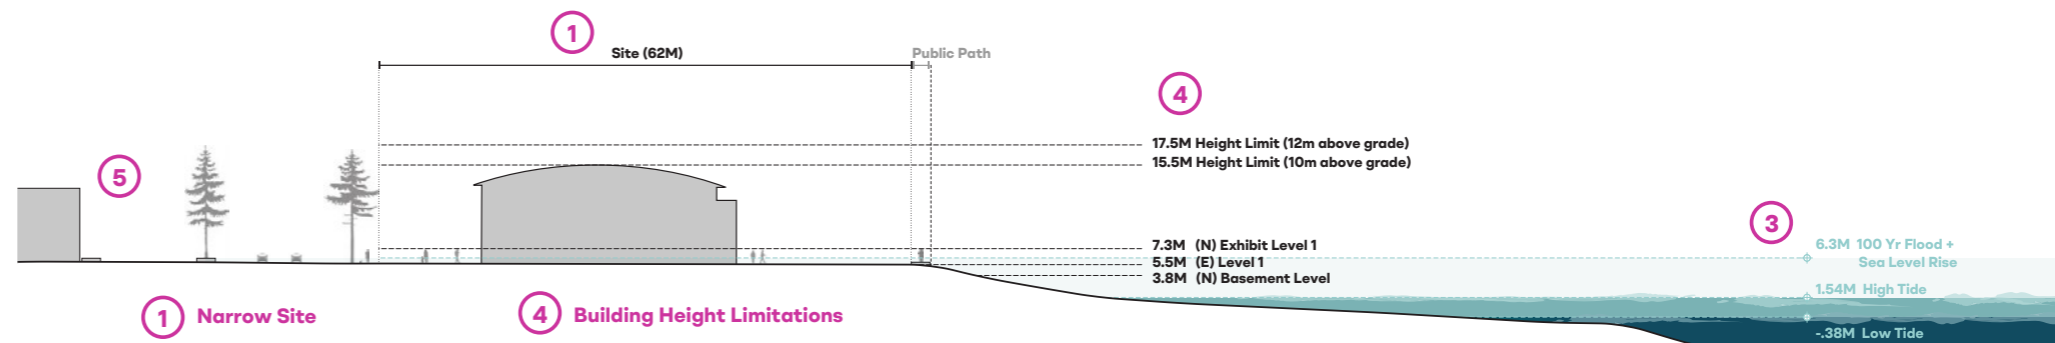 1
Site (62M)
Public Path
4
17.5M Height Limit (12m above grade)
15.5M Height Limit (10m above grade)
5
3
7.3M (N) Exhibit Level 1
5.5M (E) Level 1
3.8M (N) Basement Level
6.3M 100 Yr Flood +
Sea Level Rise
1.54M High Tide
-.38M Low Tide
1 Narrow Site
4 Building Height Limitations